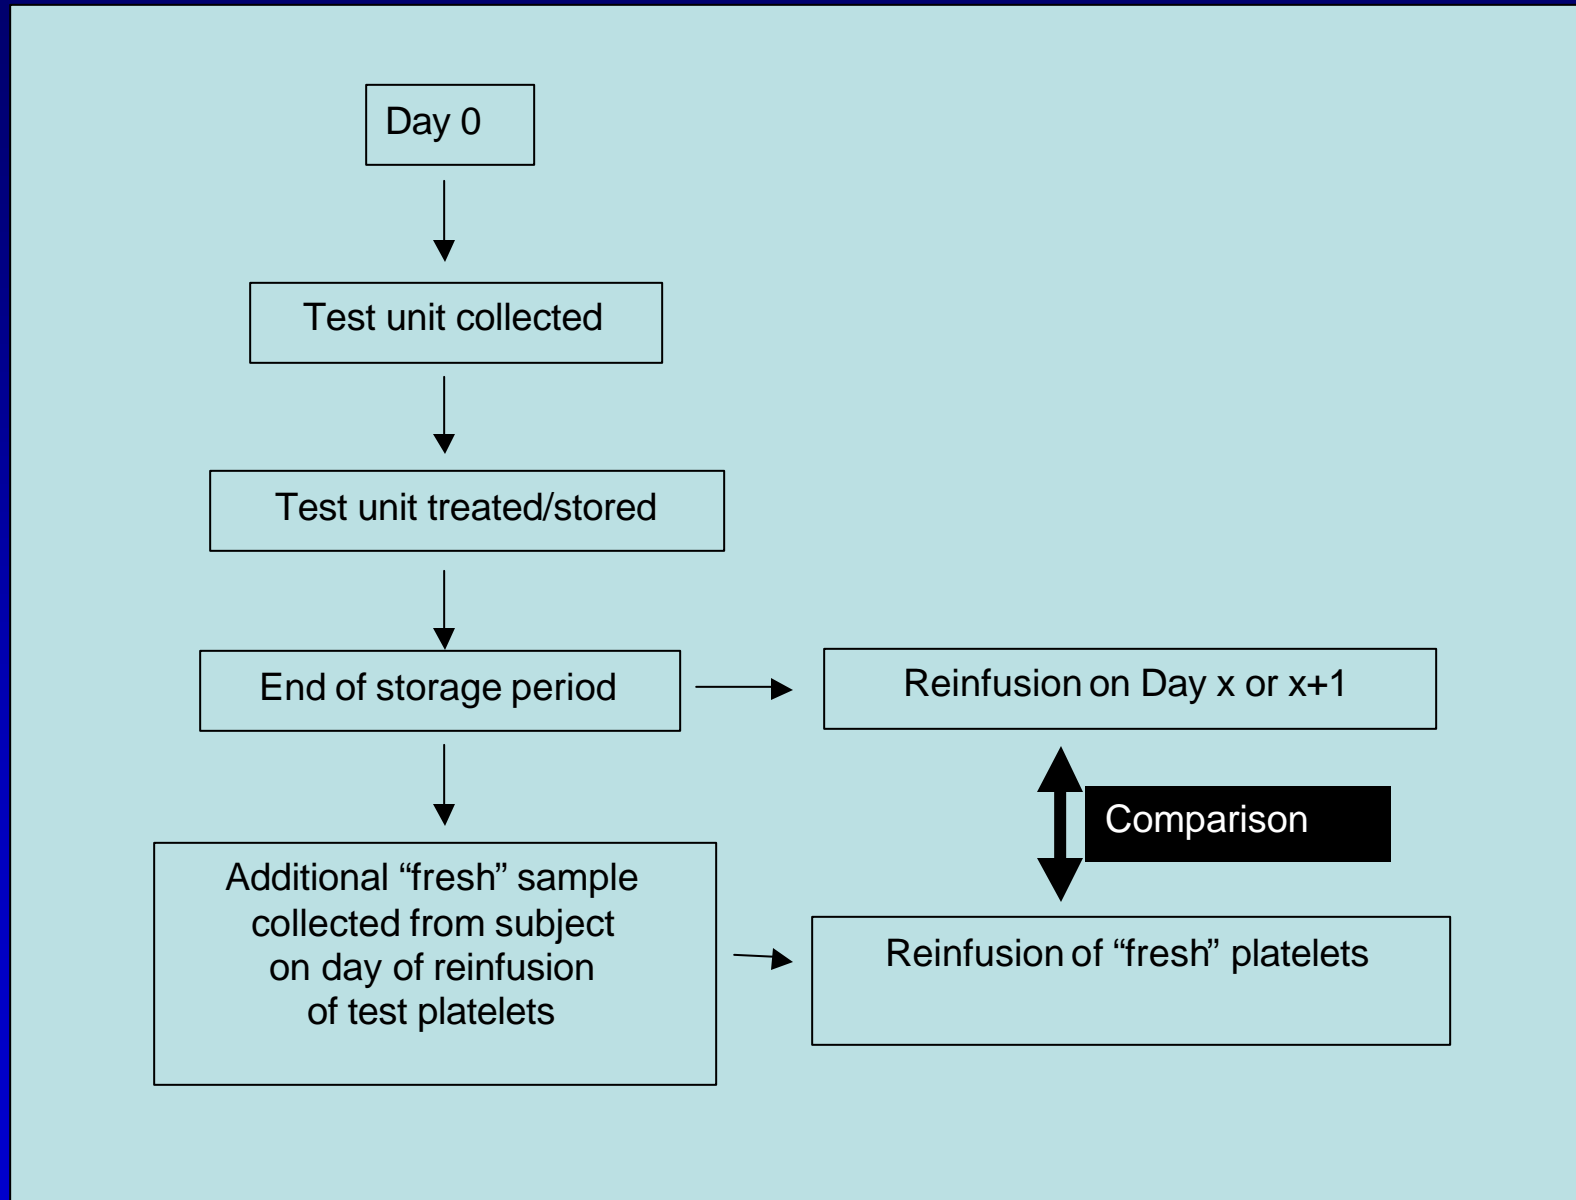 Day 0
Test unit collected
Test unit treated/stored
End of storage period
Reinfusion on Day x or x+1
Comparison
Additional “fresh” sample
collected from subject
on day of reinfusion
of test platelets
Reinfusion of “fresh” platelets